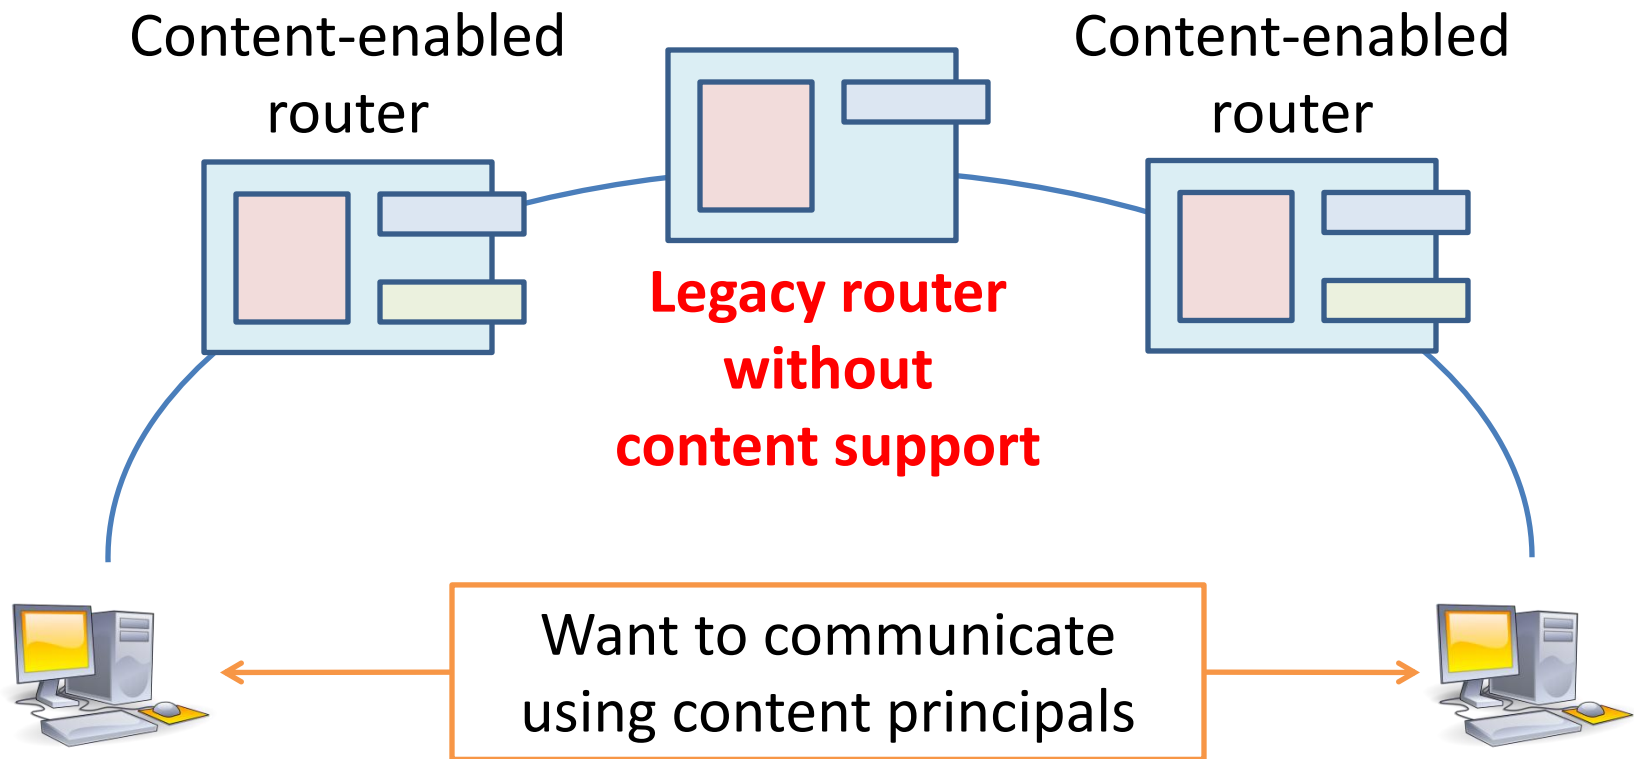 Content-enabled
router
Content-enabled
router
Legacy router
without
content support
Want to communicate
using content principals